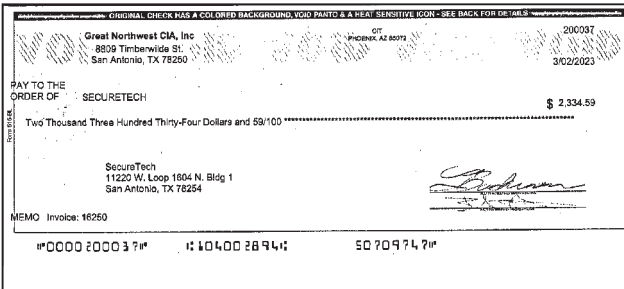 ORIGINAL CHECK HAS A COLORED BACKGROUND, VOID PANTO & A HEAT SENSITIVE ICON - SEE BACK FOR DETAILS
Great Northwest CIA, Inc
8809 Timberwilde St.
San Antonio, TX 78250
CIT
PHOENIX, AZ 85072
200037
3/02/2023
PAY TO THE
ORDER OF SECURETECH
$ 2,334.59
Two Thousand Three Hundred Thirty-Four Dollars and 59/100
SecureTech
11220 W. Loop 1604 N. Bldg 1
San Antonio, TX 78254
MEMO Invoice: 16250
⑈0000200037⑈ ⑆104002894⑆ 50709747⑈